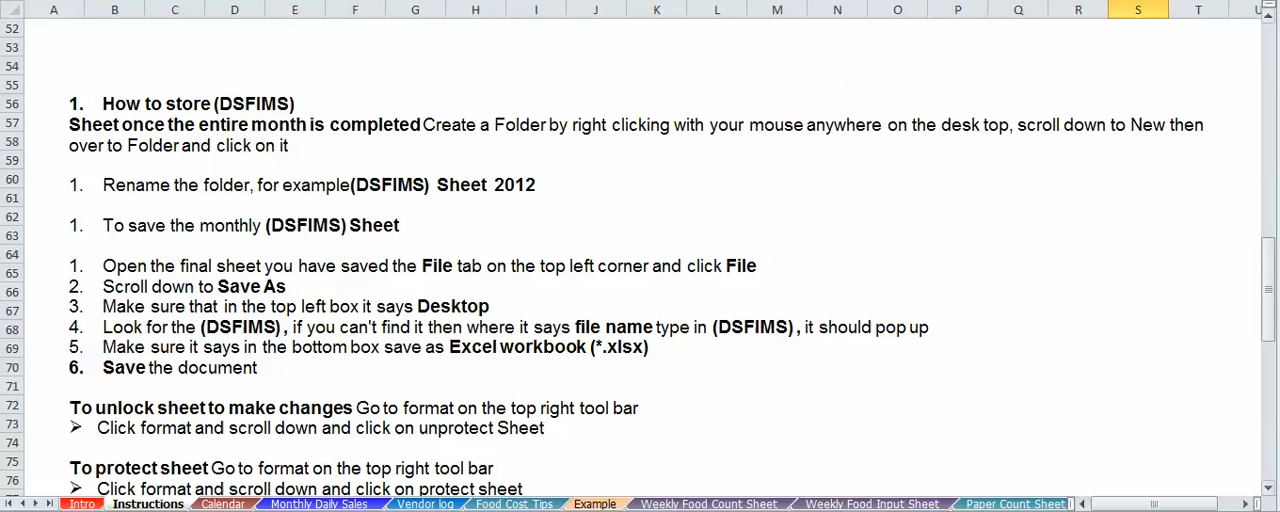 A B C D E F G H I J K L M N O P Q R S T U
52
53
54
55
56 1. How to store (DSFIMS)
57 Sheet once the entire month is completed Create a Folder by right clicking with your mouse anywhere on the desk top, scroll down to New then
58 over to Folder and click on it
59
60 1. Rename the folder, for example (DSFIMS) Sheet 2012
61
62 1. To save the monthly (DSFIMS) Sheet
63
64 1. Open the final sheet you have saved the File tab on the top left corner and click File
65
66 2. Scroll down to Save As
67 3. Make sure that in the top left box it says Desktop
68 4. Look for the (DSFIMS), if you can't find it then where it says file name type in (DSFIMS), it should pop up
69 5. Make sure it says in the bottom box save as Excel workbook (*.xlsx)
70 6. Save the document
71
72 To unlock sheet to make changes Go to format on the top right tool bar
73 ➢ Click format and scroll down and click on unprotect Sheet
74
75 To protect sheet Go to format on the top right tool bar
76 ➢ Click format and scroll down and click on protect sheet
Intro Instructions Calendar Monthly Daily Sales Vendor log Food Cost Tips Example Weekly Food Count Sheet Weekly Food Input Sheet Paper Count Sheet